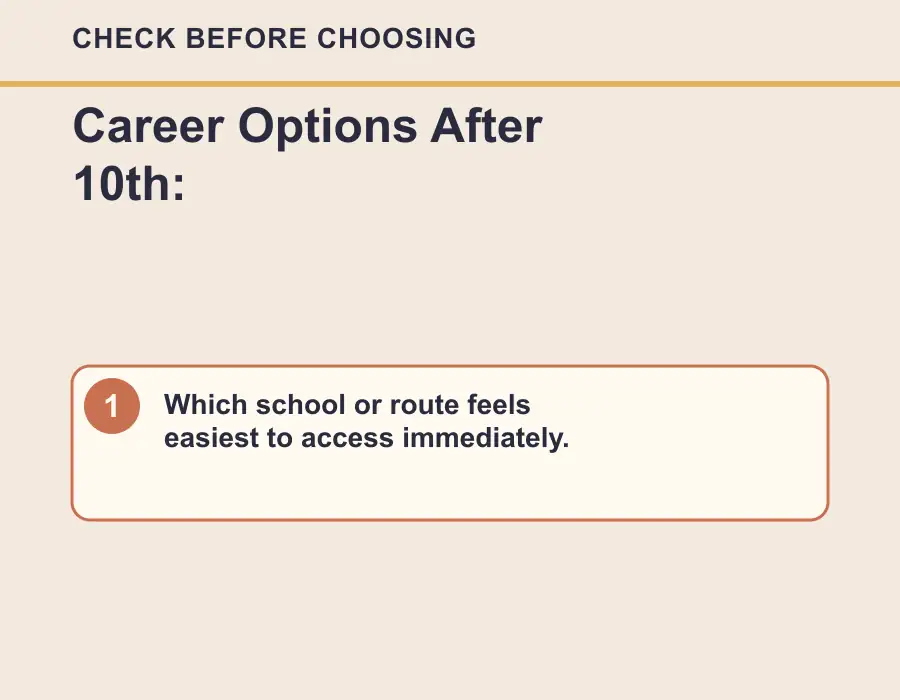 CHECK BEFORE CHOOSING
Career Options After
10th:
1
Which school or route feels
easiest to access immediately.